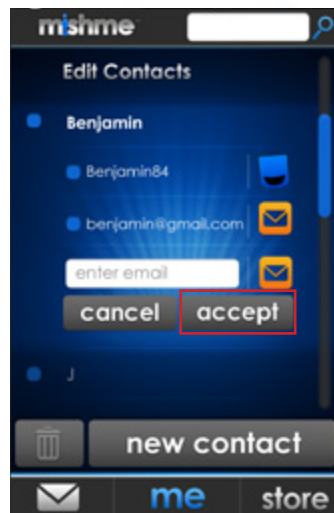 mishme
Edit Contacts
Benjamin
Benjamin84
benjamin@gmail.com
enter email
cancel accept
J
new contact
me store